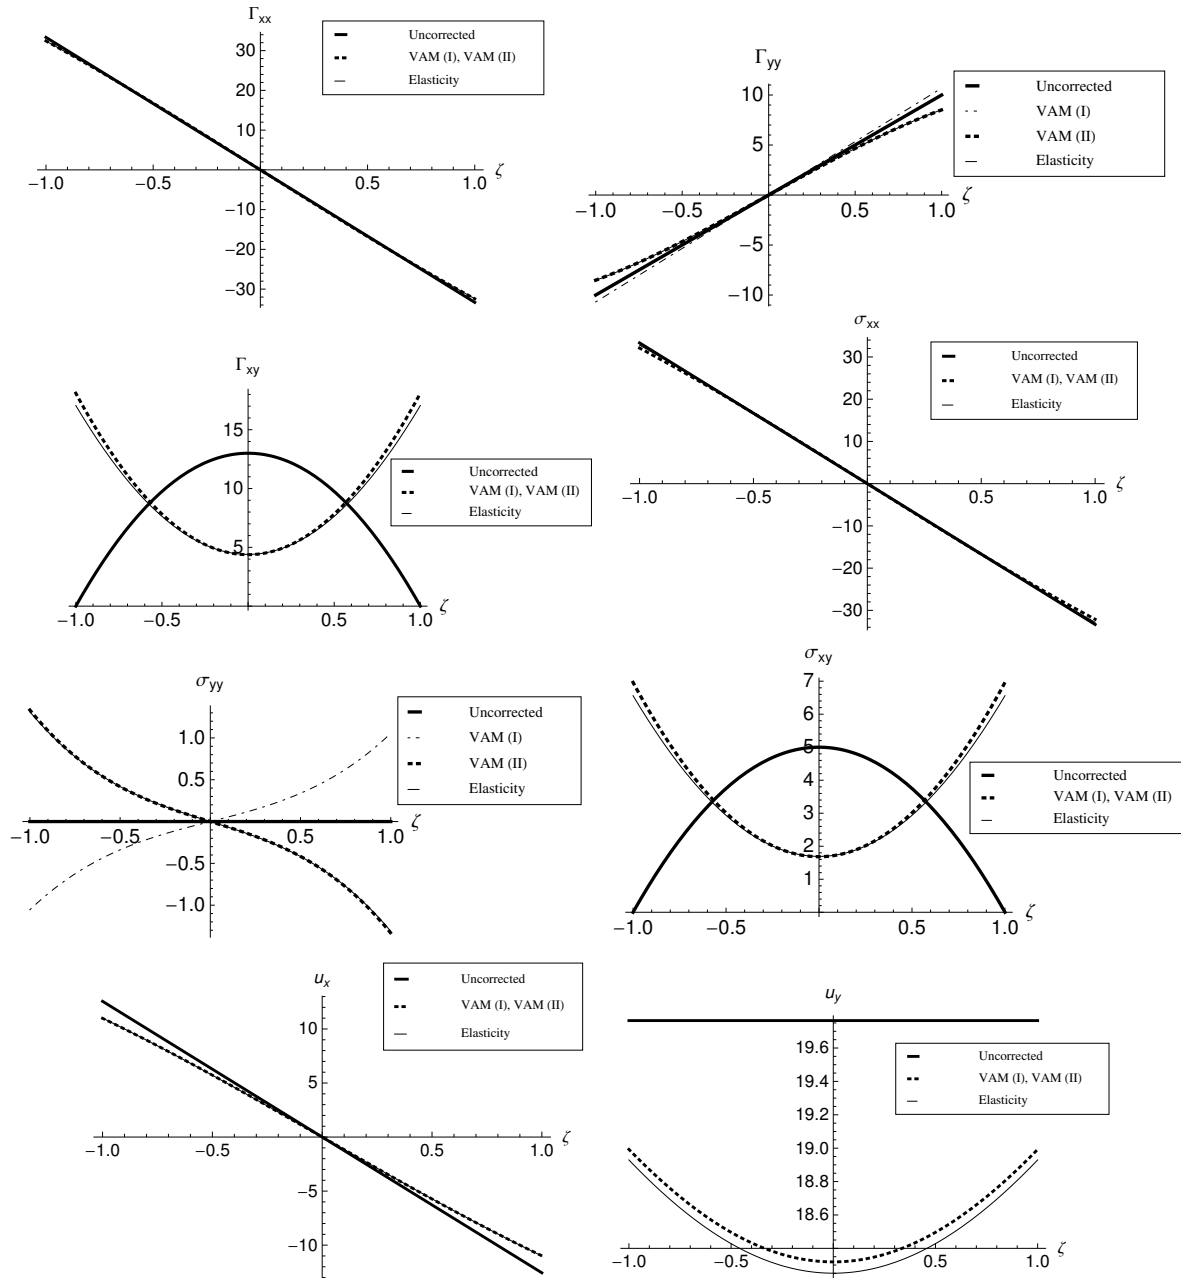 Γxx
Uncorrected
VAM (I), VAM (II)
Elasticity
30
20
10
−1.0 −0.5 0.5 1.0 ζ
−10
−20
−30
Γyy
Uncorrected
VAM (I)
VAM (II)
Elasticity
10
5
−1.0 −0.5 0.5 1.0 ζ
−5
−10
Γxy
Uncorrected
VAM (I), VAM (II)
Elasticity
15
10
5
−1.0 −0.5 0.5 1.0 ζ
σxx
Uncorrected
VAM (I), VAM (II)
Elasticity
30
20
10
−1.0 −0.5 0.5 1.0 ζ
−10
−20
−30
σyy
Uncorrected
VAM (I)
VAM (II)
Elasticity
1.0
0.5
−1.0 −0.5 0.5 1.0 ζ
−0.5
−1.0
σxy
Uncorrected
VAM (I), VAM (II)
Elasticity
7
6
5
4
3
2
1
−1.0 −0.5 0.5 1.0 ζ
ux
Uncorrected
VAM (I), VAM (II)
Elasticity
10
5
−1.0 −0.5 0.5 1.0 ζ
−5
−10
uy
Uncorrected
VAM (I), VAM (II)
Elasticity
19.6
19.4
19.2
19.0
18.8
18.6
−1.0 −0.5 0.5 1.0 ζ